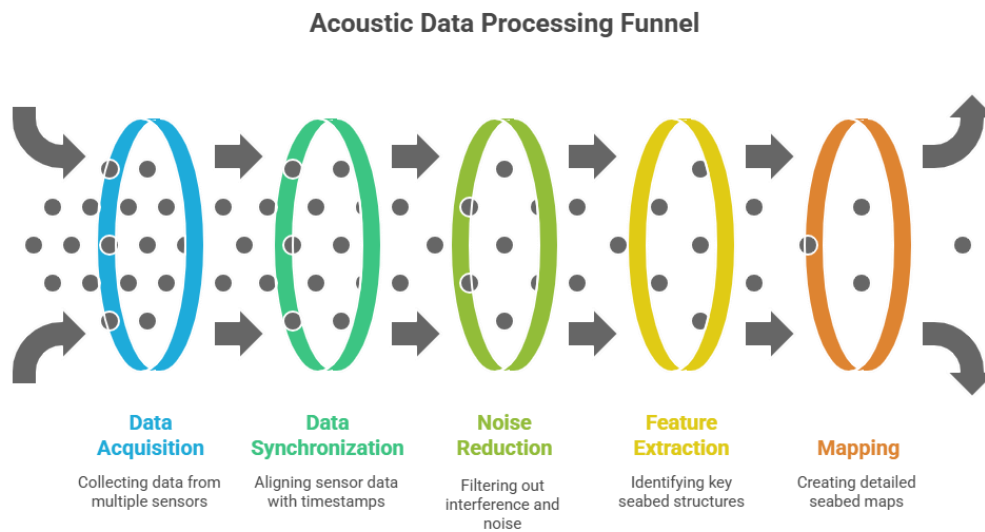 Acoustic Data Processing Funnel
Data
Acquisition
Collecting data from
multiple sensors
Data
Synchronization
Aligning sensor data
with timestamps
Noise
Reduction
Filtering out
interference and
noise
Feature
Extraction
Identifying key
seabed structures
Mapping
Creating detailed
seabed maps